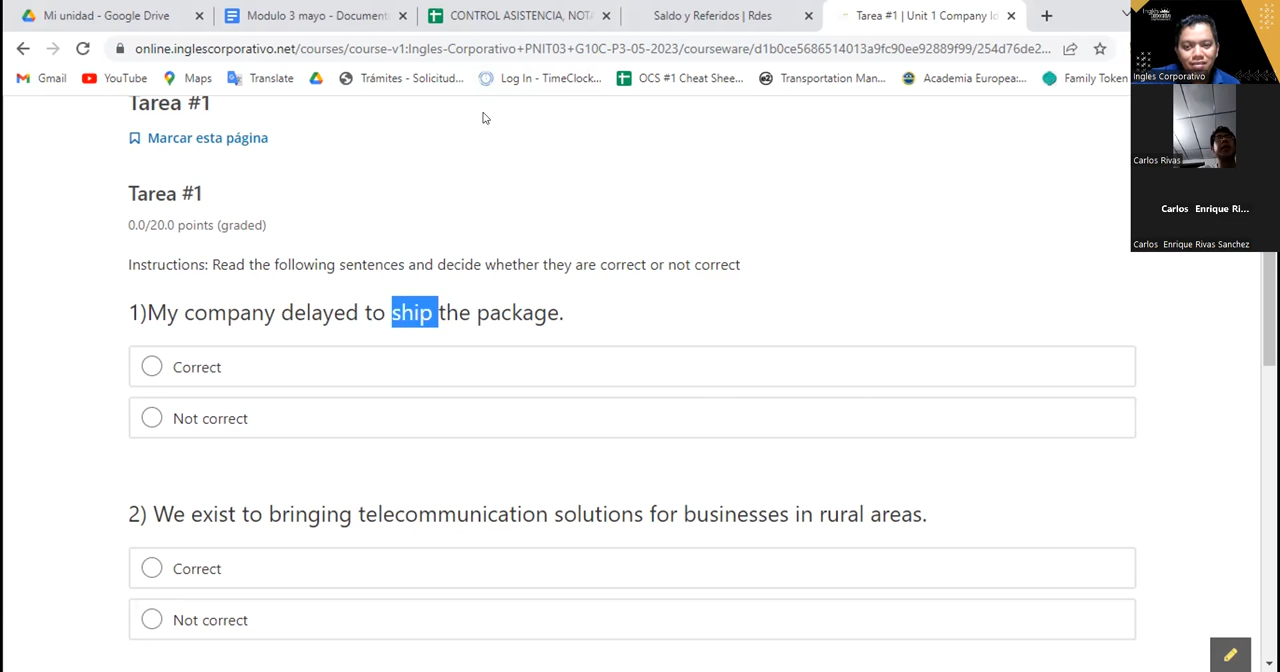 Mi unidad - Google Drive
Modulo 3 mayo - Document
CONTROL ASISTENCIA, NOTA
Saldo y Referidos | Rdes
Tarea #1 | Unit 1 Company Id
online.inglescorporativo.net/courses/course-v1:Ingles-Corporativo+PNIT03+G10C-P3-05-2023/courseware/d1b0ce5686514013a9fc90ee92889f99/254d76de2...
Gmail
YouTube
Maps
Translate
Trámites - Solicitud...
Log In - TimeClock...
OCS #1 Cheat Shee...
Transportation Man...
Academia Europea:...
Family Token
Ingles Corporativo
Carlos Rivas
Carlos Enrique Ri...
Carlos Enrique Rivas Sanchez
Tarea #1
Marcar esta página
Tarea #1
0.0/20.0 points (graded)
Instructions: Read the following sentences and decide whether they are correct or not correct
1)My company delayed to ship the package.
Correct
Not correct
2) We exist to bringing telecommunication solutions for businesses in rural areas.
Correct
Not correct